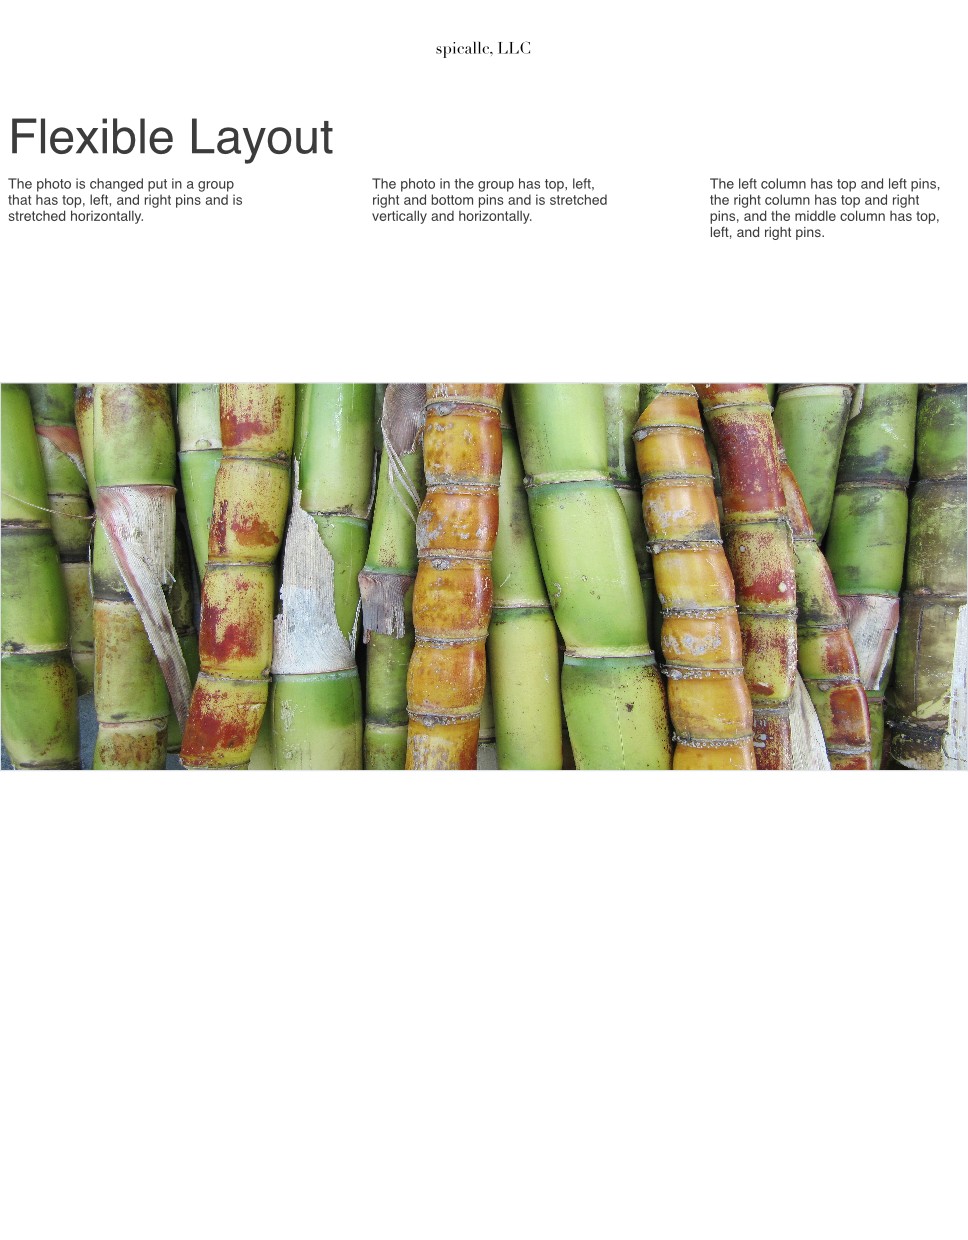 spicalle, LLC
Flexible Layout
The photo is changed put in a group
that has top, left, and right pins and is
stretched horizontally.
The photo in the group has top, left,
right and bottom pins and is stretched
vertically and horizontally.
The left column has top and left pins,
the right column has top and right
pins, and the middle column has top,
left, and right pins.